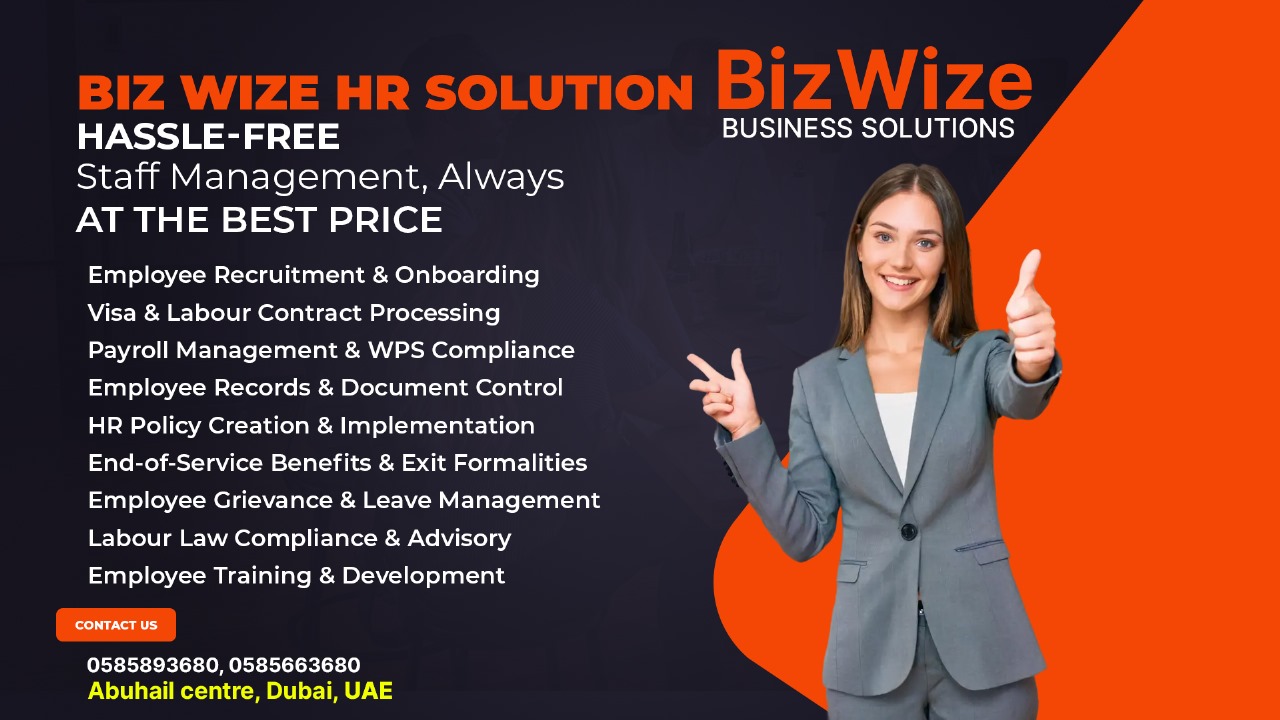 BIZ WIZE HR SOLUTION
HASSLE-FREE
Staff Management, Always
AT THE BEST PRICE
BizWize
BUSINESS SOLUTIONS
Employee Recruitment & Onboarding
Visa & Labour Contract Processing
Payroll Management & WPS Compliance
Employee Records & Document Control
HR Policy Creation & Implementation
End-of-Service Benefits & Exit Formalities
Employee Grievance & Leave Management
Labour Law Compliance & Advisory
Employee Training & Development
CONTACT US
0585893680, 0585663680
Abuhail centre, Dubai, UAE